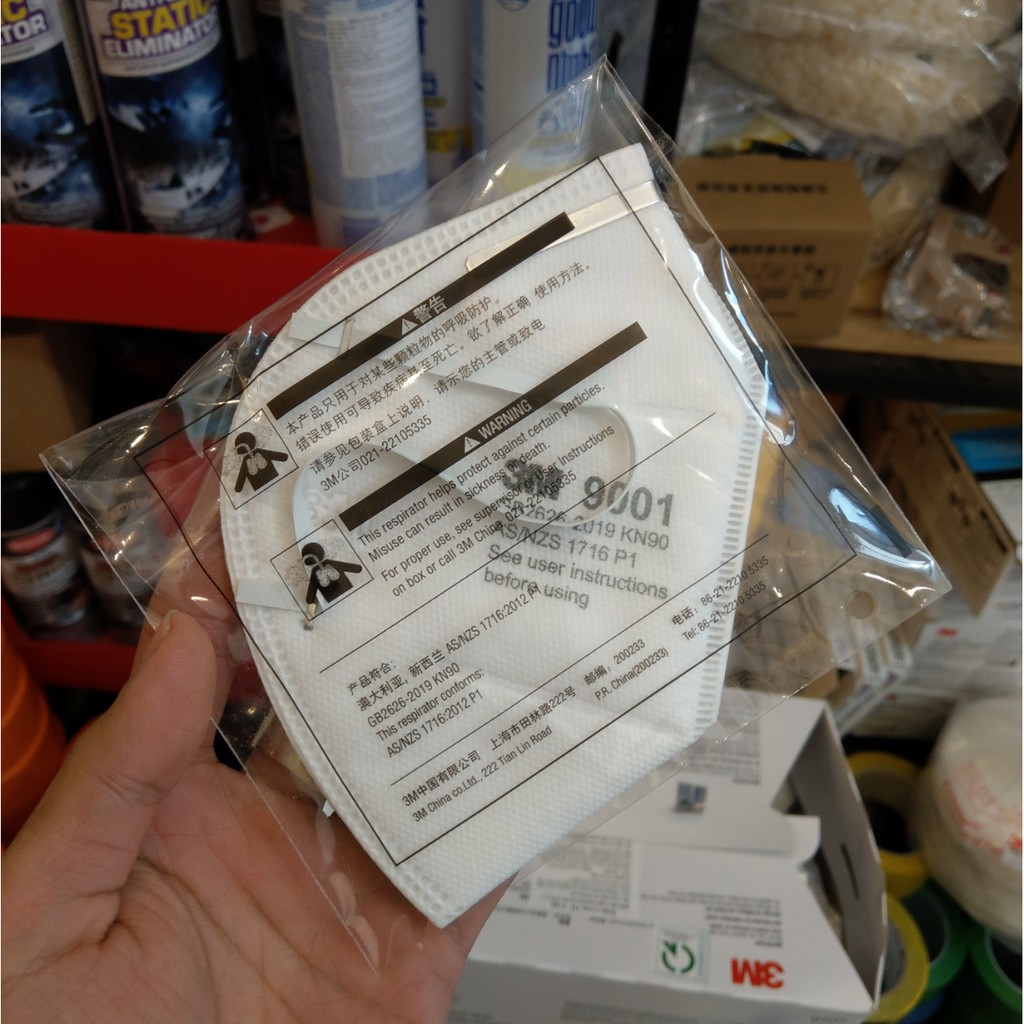 STATIC
ELIMINATOR
警告
本产品只用于对某些颗粒物的呼吸防护。
错误使用可导致疾病甚至死亡。欲了解正确 使用方法。
请参见包装盒上说明，请示您的主管或致电
3M公司021-22105335
WARNING
This respirator helps protect against certain particles.
Misuse can result in sickness or death.
For proper use, see supervisor or User Instructions
on box or call 3M China 021-22105335
3M 9001
GB2626-2019 KN90
AS/NZS 1716 P1
See user instructions
before using
产品符合：
澳大利亚, 新西兰 AS/NZS 1716:2012 P1
GB2626-2019 KN90
This respirator conforms:
AS/NZS 1716:2012 P1
3M中国有限公司 上海市田林路222号 邮编：200233 电话：86-21-2210 5335
3M China co.Ltd., 222 Tian Lin Road P.R. China(200233) Tel: 86-21-2210 5335
3M